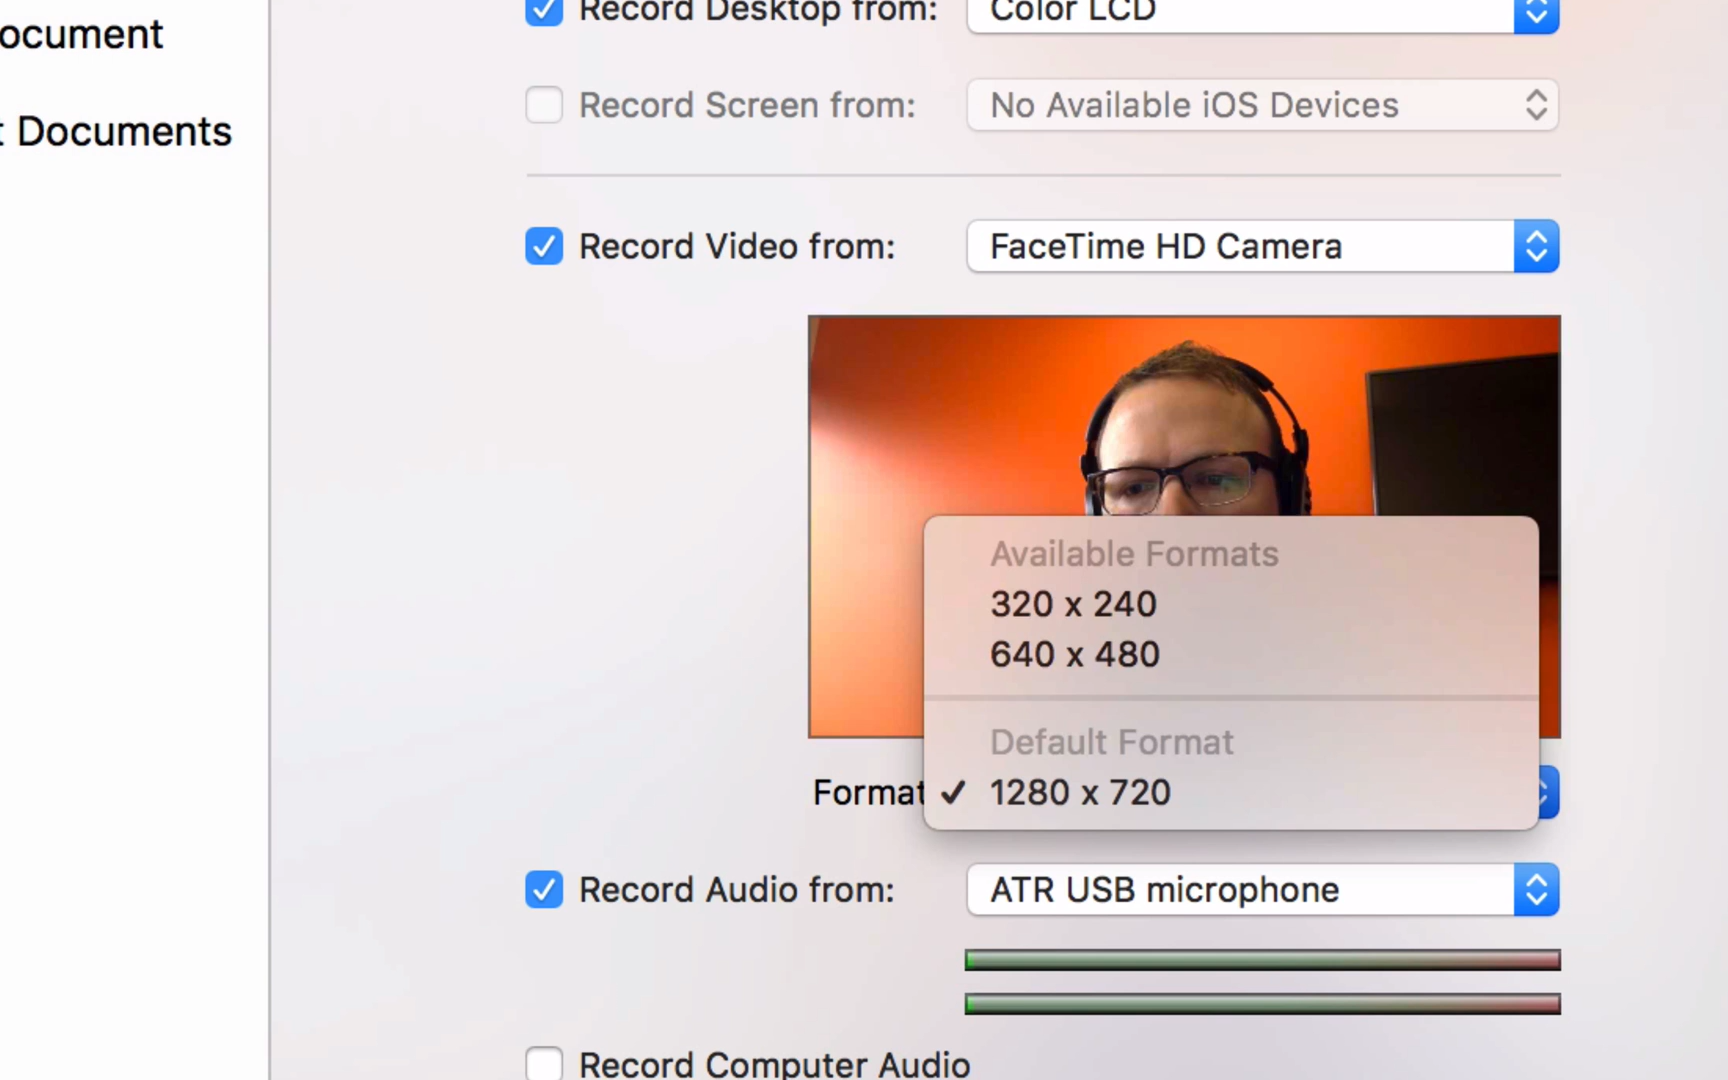 ocument
Record Desktop from: Color LCD
t Documents
Record Screen from: No Available iOS Devices
Record Video from: FaceTime HD Camera
Available Formats
320 x 240
640 x 480
Default Format
Format ✓ 1280 x 720
Record Audio from: ATR USB microphone
Record Computer Audio